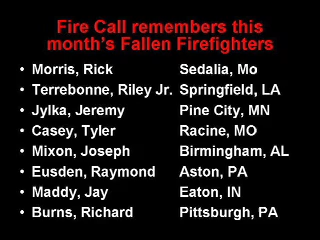 Fire Call remembers this
month's Fallen Firefighters
• Morris, Rick Sedalia, Mo
• Terrebonne, Riley Jr. Springfield, LA
• Jylka, Jeremy Pine City, MN
• Casey, Tyler Racine, MO
• Mixon, Joseph Birmingham, AL
• Eusden, Raymond Aston, PA
• Maddy, Jay Eaton, IN
• Burns, Richard Pittsburgh, PA